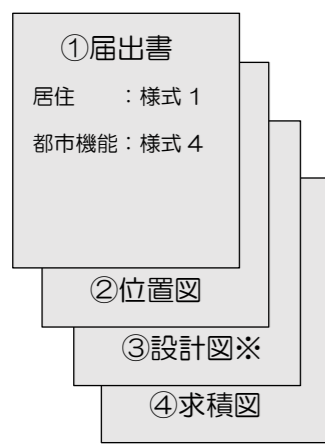 ①届出書
居住　　：様式 1
都市機能：様式 4
②位置図
③設計図※
④求積図